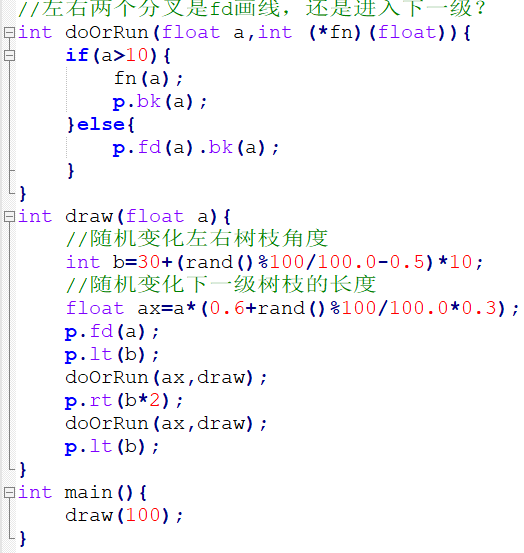 //左右两个分叉是fd画线，还是进入下一级？
int doOrRun(float a,int (*fn)(float)){
    if(a>10){
        fn(a);
        p.bk(a);
    }else{
        p.fd(a).bk(a);
    }
}
int draw(float a){
    //随机变化左右树枝角度
    int b=30+(rand()%100/100.0-0.5)*10;
    //随机变化下一级树枝的长度
    float ax=a*(0.6+rand()%100/100.0*0.3);
    p.fd(a);
    p.lt(b);
    doOrRun(ax,draw);
    p.rt(b*2);
    doOrRun(ax,draw);
    p.lt(b);
}
int main(){
    draw(100);
}